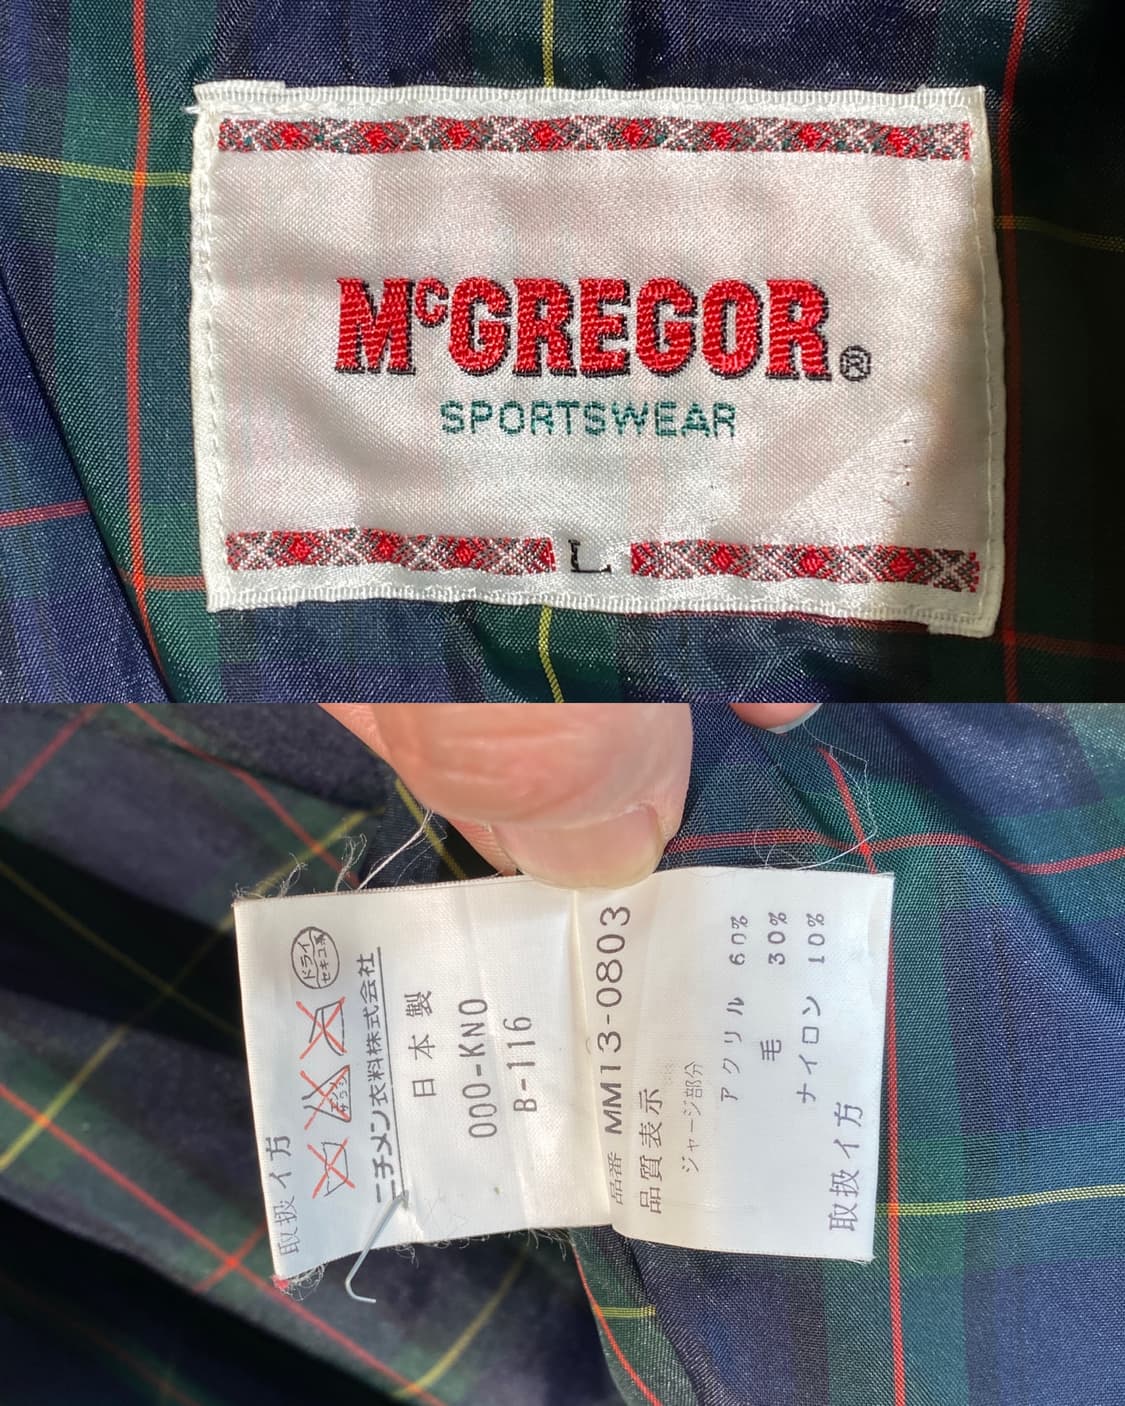 McGREGOR®
SPORTSWEAR
L
品番 MM13-0803
品質表示
ジャージ部分
アクリル 60%
毛 30%
ナイロン 10%
取扱イ方
取扱イ方
ドライ
セキユ系
ニチメン衣料株式会社
日本製
000-KNO
B-116